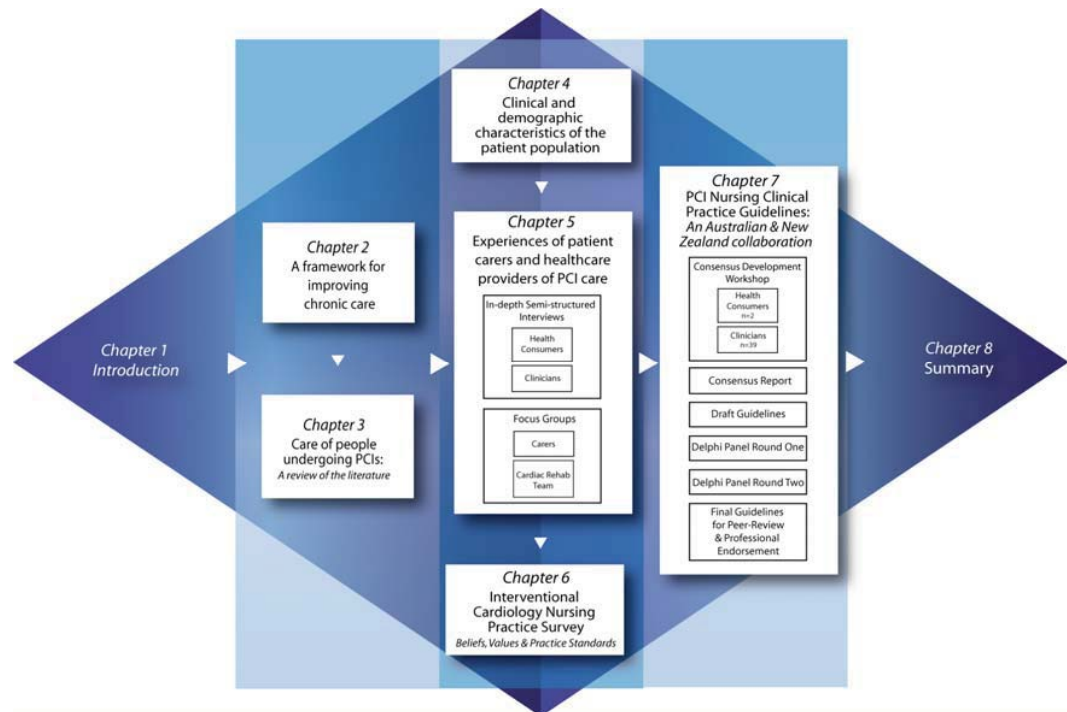 Chapter 1
Introduction
Chapter 2
A framework for
improving
chronic care
Chapter 3
Care of people
undergoing PCIs:
A review of the literature
Chapter 4
Clinical and
demographic
characteristics of the
patient population
Chapter 5
Experiences of patient
carers and healthcare
providers of PCI care
In-depth Semi-structured
Interviews
Health
Consumers
Clinicians
Focus Groups
Carers
Cardiac Rehab
Team
Chapter 6
Interventional
Cardiology Nursing
Practice Survey
Beliefs, Values & Practice Standards
Chapter 7
PCI Nursing Clinical
Practice Guidelines:
An Australian & New
Zealand collaboration
Consensus Development
Workshop
Health
Consumers
n=2
Clinicians
n=39
Consensus Report
Draft Guidelines
Delphi Panel Round One
Delphi Panel Round Two
Final Guidelines
for Peer-Review
& Professional
Endorsement
Chapter 8
Summary